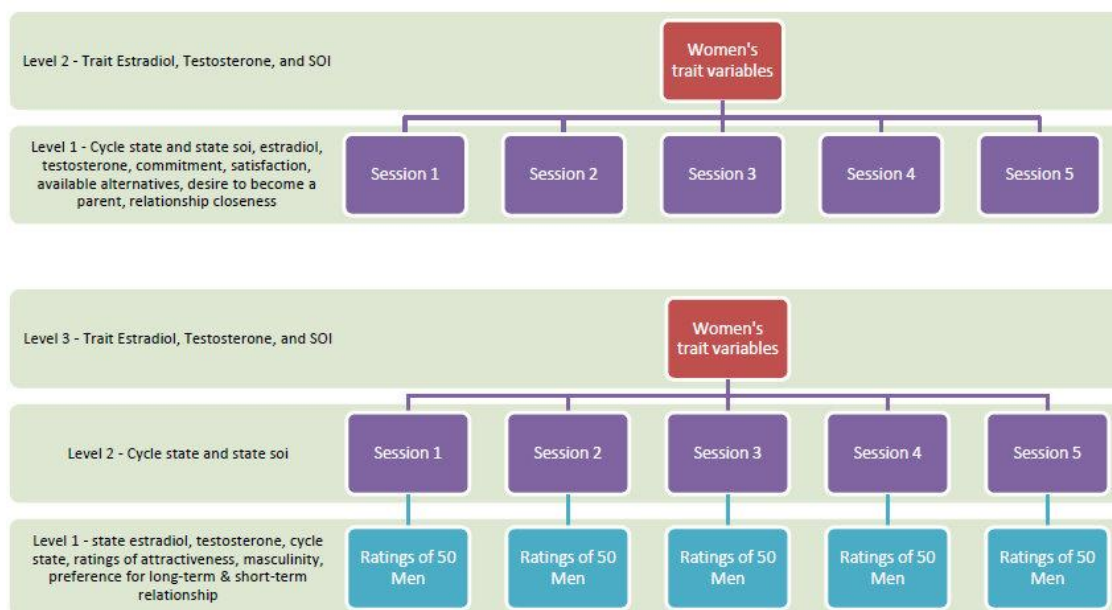 Level 2 - Trait Estradiol, Testosterone, and SOI
Women's
trait variables
Level 1 - Cycle state and state soi, estradiol,
testosterone, commitment, satisfaction,
available alternatives, desire to become a
parent, relationship closeness
Session 1
Session 2
Session 3
Session 4
Session 5
Level 3 - Trait Estradiol, Testosterone, and SOI
Women's
trait variables
Level 2 - Cycle state and state soi
Session 1
Session 2
Session 3
Session 4
Session 5
Level 1 - state estradiol, testosterone, cycle
state, ratings of attractiveness, masculinity,
preference for long-term & short-term
relationship
Ratings of 50
Men
Ratings of 50
Men
Ratings of 50
Men
Ratings of 50
Men
Ratings of 50
Men